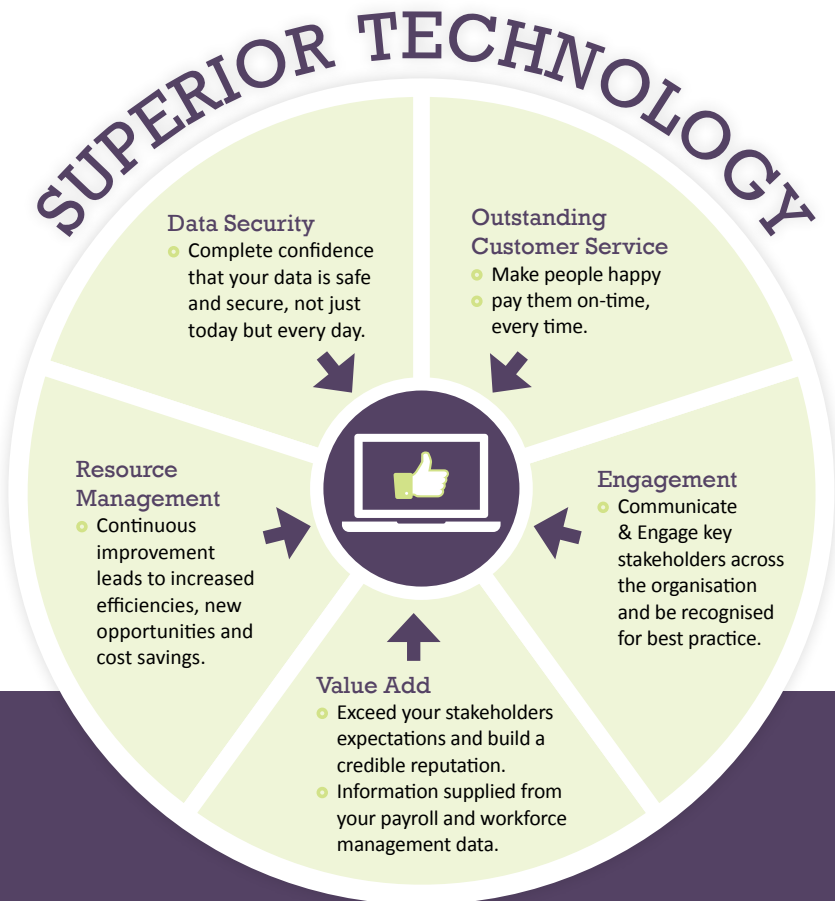 SUPERIOR TECHNOLOGY
Data Security
Complete confidence
that your data is safe
and secure, not just
today but every day.
Outstanding
Customer Service
Make people happy
pay them on-time,
every time.
Resource
Management
Continuous
improvement
leads to increased
efficiencies, new
opportunities and
cost savings.
Engagement
Communicate
& Engage key
stakeholders across
the organisation
and be recognised
for best practice.
Value Add
Exceed your stakeholders
expectations and build a
credible reputation.
Information supplied from
your payroll and workforce
management data.